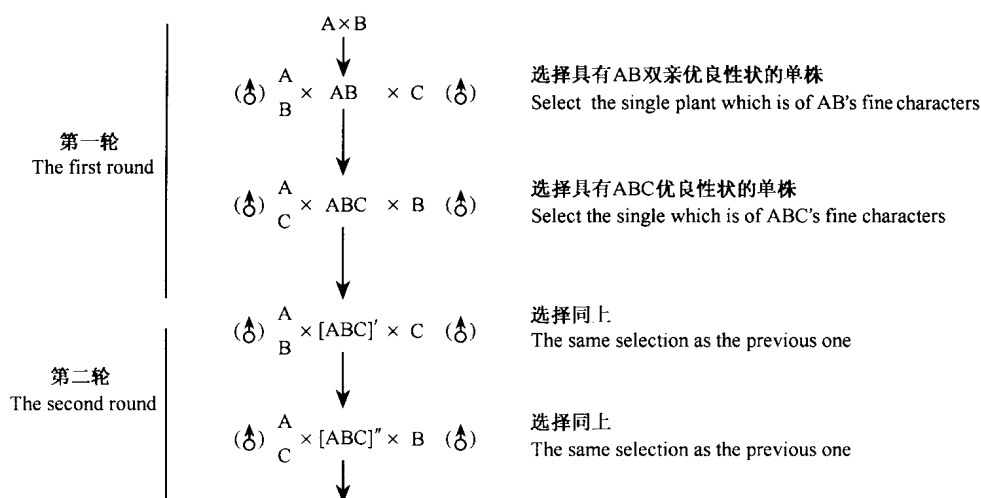 A×B
(♂) A × AB × C (♂)
B
选择具有AB双亲优良性状的单株
Select the single plant which is of AB's fine characters
第一轮
The first round
(♂) A × ABC × B (♂)
C
选择具有ABC优良性状的单株
Select the single which is of ABC's fine characters
(♂) A × [ABC]′ × C (♂)
B
选择同上
The same selection as the previous one
第二轮
The second round
(♂) A × [ABC]″ × B (♂)
C
选择同上
The same selection as the previous one